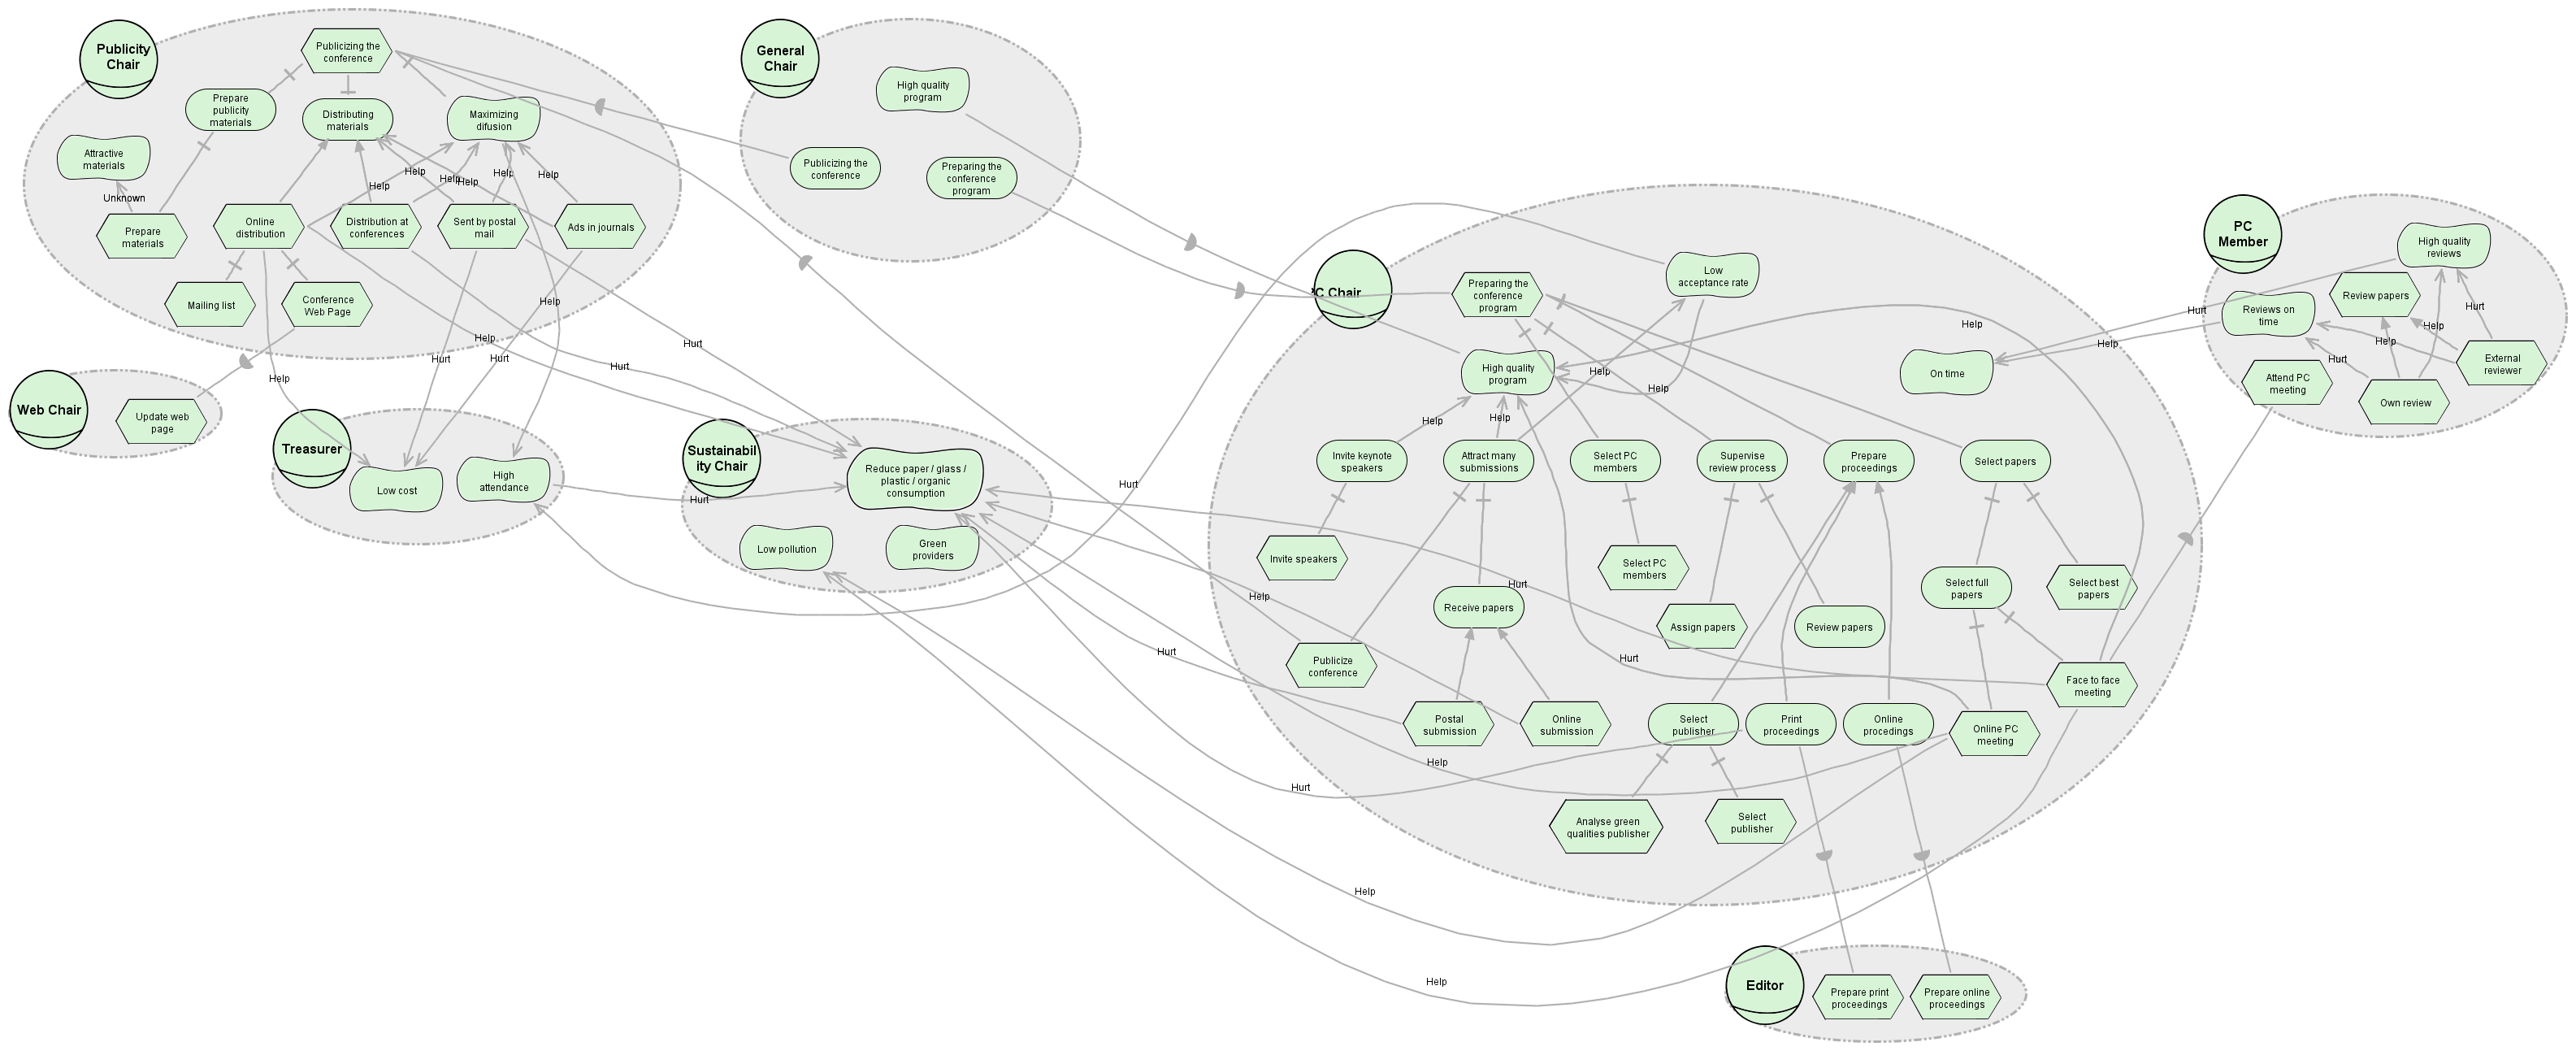 Publicity
Chair
Publicizing the
conference
Prepare
publicity
materials
Distributing
materials
Maximizing
difusion
Attractive
materials
Unknown
Help
Help
Help
Help
Help
Prepare
materials
Online
distribution
Distribution at
conferences
Sent by postal
mail
Ads in journals
Mailing list
Conference
Web Page
Help
Help
Hurt
Hurt
Hurt
Hurt
Help
Web Chair
Update web
page
Treasurer
Low cost
High
attendance
Hurt
General
Chair
High quality
program
Publicizing the
conference
Preparing the
conference
program
Sustainabil
ity Chair
Reduce paper / glass /
plastic / organic
consumption
Low pollution
Green
providers
Hurt
Help
Hurt
Hurt
Hurt
Help
Hurt
Help
Help
PC Chair
Preparing the
conference
program
Low
acceptance rate
Help
High quality
program
Help
Help
On time
Help
Help
Invite keynote
speakers
Attract many
submissions
Select PC
members
Supervise
review process
Prepare
proceedings
Select papers
Invite speakers
Select PC
members
Select full
papers
Select best
papers
Receive papers
Assign papers
Review papers
Hurt
Publicize
conference
Face to face
meeting
Postal
submission
Online
submission
Select
publisher
Print
proceedings
Online
procedings
Online PC
meeting
Analyse green
qualities publisher
Select
publisher
PC
Member
High quality
reviews
Review papers
Reviews on
time
Hurt
Hurt
Help
Help
Help
Hurt
External
reviewer
Attend PC
meeting
Own review
Editor
Prepare print
proceedings
Prepare online
proceedings